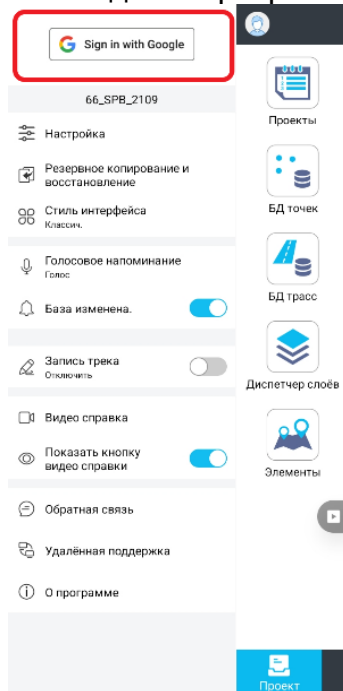 Sign in with Google
66_SPB_2109
Настройка
Резервное копирование и
восстановление
Стиль интерфейса
Классич.
Голосовое напоминание
Голос
База изменена.
Запись трека
Отключить
Видео справка
Показать кнопку
видео справки
Обратная связь
Удалённая поддержка
О программе
Проекты
БД точек
БД трасс
Диспетчер слоёв
Элементы
Проект